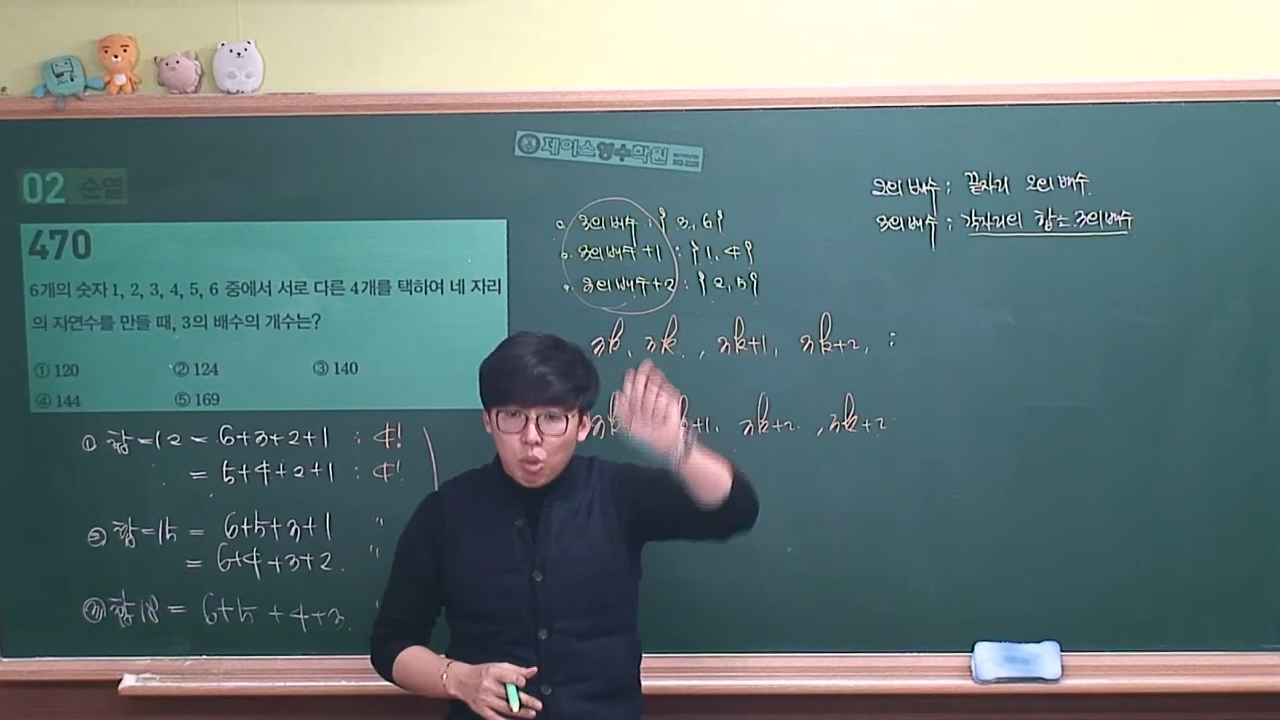 제이스영수학원
02 순열
470
6개의 숫자 1, 2, 3, 4, 5, 6 중에서 서로 다른 4개를 택하여 네 자리
의 자연수를 만들 때, 3의 배수의 개수는?
① 120 ② 124 ③ 140
④ 144 ⑤ 169
① 합=12 = 6+3+2+1 : 4!
= 5+4+2+1 : 4!
② 합=15 = 6+5+3+1 "
= 6+4+3+2. "
③ 합18 = 6+5+4+3. "
3의 배수 : { 3, 6 }
3의 배수+1 : { 1, 4 }
3의 배수+2 : { 2, 5 }
3k, 3k, 3k+1, 3k+2, :
3k+2, 3k+2
2의 배수 ; 끝자리 2의 배수.
3의 배수 ; 각자리의 합은 3의 배수